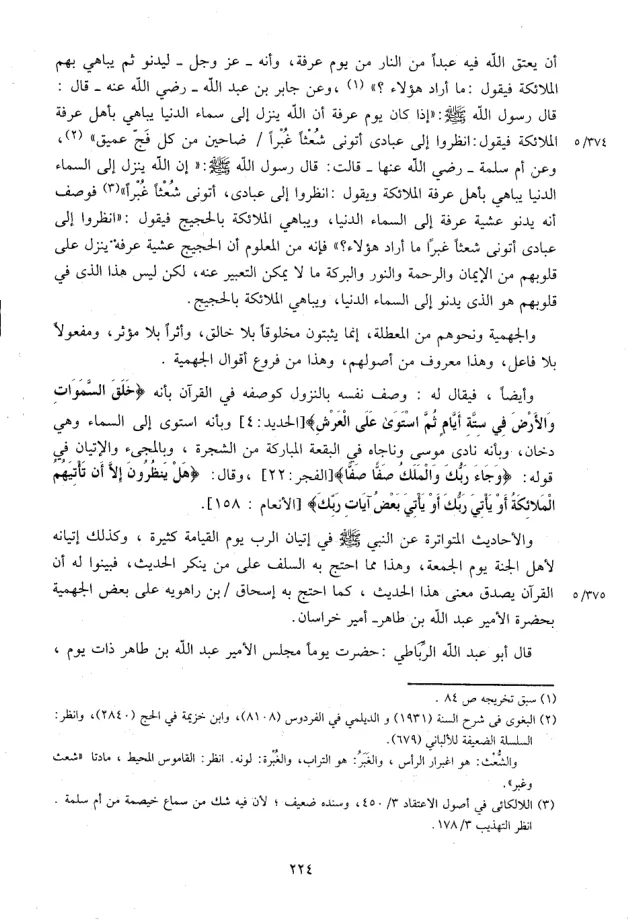 أن يعتق الله فيه عبداً من النار من يوم عرفة، وأنه ـ عز وجل ـ ليدنو ثم يباهي بهم
الملائكة فيقول : ما أراد هؤلاء ؟» (١) ، وعن جابر بن عبد الله ـ رضي الله عنه ـ قال :
قال رسول الله ﷺ: «إذا كان يوم عرفة أن الله ينزل إلى سماء الدنيا يباهي بأهل عرفة
٥/٣٧٤ الملائكة فيقول: انظروا إلى عبادى أتونى شُعْثاً غُبْراً / ضاحين من كل فَجّ عميق» (٢)،
وعن أم سلمة ـ رضي الله عنها ـ قالت: قال رسول الله ﷺ: « إن الله ينزل إلى السماء
الدنيا يباهي بأهل عرفة الملائكة ويقول : انظروا إلى عبادى، أتونى شُعْثاً غُبْراً»(٣) فوصف
أنه يدنو عشية عرفة إلى السماء الدنيا، ويباهي الملائكة بالحجيج فيقول : «انظروا إلى
عبادى أتونى شعثاً غبرًا ما أراد هؤلاء؟» فإنه من المعلوم أن الحجيج عشية عرفة ينزل على
قلوبهم من الإيمان والرحمة والنور والبركة ما لا يمكن التعبير عنه، لكن ليس هذا الذى في
قلوبهم هو الذى يدنو إلى السماء الدنيا، ويباهي الملائكة بالحجيج.
والجهمية ونحوهم من المعطلة، إنما يثبتون مخلوقاً بلا خالق، وأثراً بلا مؤثر، ومفعولاً
بلا فاعل، وهذا معروف من أصولهم، وهذا من فروع أقوال الجهمية .
وأيضاً ، فيقال له : وصف نفسه بالنزول كوصفه في القرآن بأنه ﴿خَلَقَ السَّمَوَاتِ
وَالأَرْضَ فِي سِتَّةِ أَيَّامٍ ثُمَّ اسْتَوَىٰ عَلَى الْعَرْشِ﴾[الحديد:٤] وبأنه استوى إلى السماء وهي
دخان، وبأنه نادى موسى وناجاه في البقعة المباركة من الشجرة ، وبالمجىء والإتيان في
قوله: ﴿وَجَاءَ رَبُّكَ وَالْمَلَكُ صَفًّا صَفًّا﴾[الفجر:٢٢] ، وقال: ﴿هَلْ يَنظُرُونَ إِلاَّ أَن تَأْتِيَهُمُ
الْمَلائِكَةُ أَوْ يَأْتِيَ رَبُّكَ أَوْ يَأْتِيَ بَعْضُ آيَاتِ رَبِّكَ﴾ [الأنعام : ١٥٨].
والأحاديث المتواترة عن النبي ﷺ في إتيان الرب يوم القيامة كثيرة ، وكذلك إتيانه
لأهل الجنة يوم الجمعة، وهذا مما احتج به السلف على من ينكر الحديث، فبينوا له أن
٥/٣٧٥ القرآن يصدق معنى هذا الحديث ، كما احتج به إسحاق / بن راهويه على بعض الجهمية
بحضرة الأمير عبد الله بن طاهر ـ أمير خراسان.
قال أبو عبد الله الرِّبَاطي : حضرت يوماً مجلس الأمير عبد الله بن طاهر ذات يوم ،
(١) سبق تخريجه ص ٨٤ .
(٢) البغوى في شرح السنة (١٩٣١) و الديلمي في الفردوس (٨١٠٨)، وابن خزيمة في الحج (٢٨٤٠)، وانظر:
السلسلة الضعيفة للألباني (٦٧٩).
والشُّعْث: هو اغبرار الرأس ، والغَبَرُ: هو التراب، والغُبْرة: لونه. انظر: القاموس المحيط ، مادتا «شعث
وغبر».
(٣) اللالكائى في أصول الاعتقاد ٣/ ٤٥٠، وسنده ضعيف ؛ لأن فيه شك من سماع خيصمة من أم سلمة .
انظر التهذيب ٣/ ١٧٨.
٢٢٤